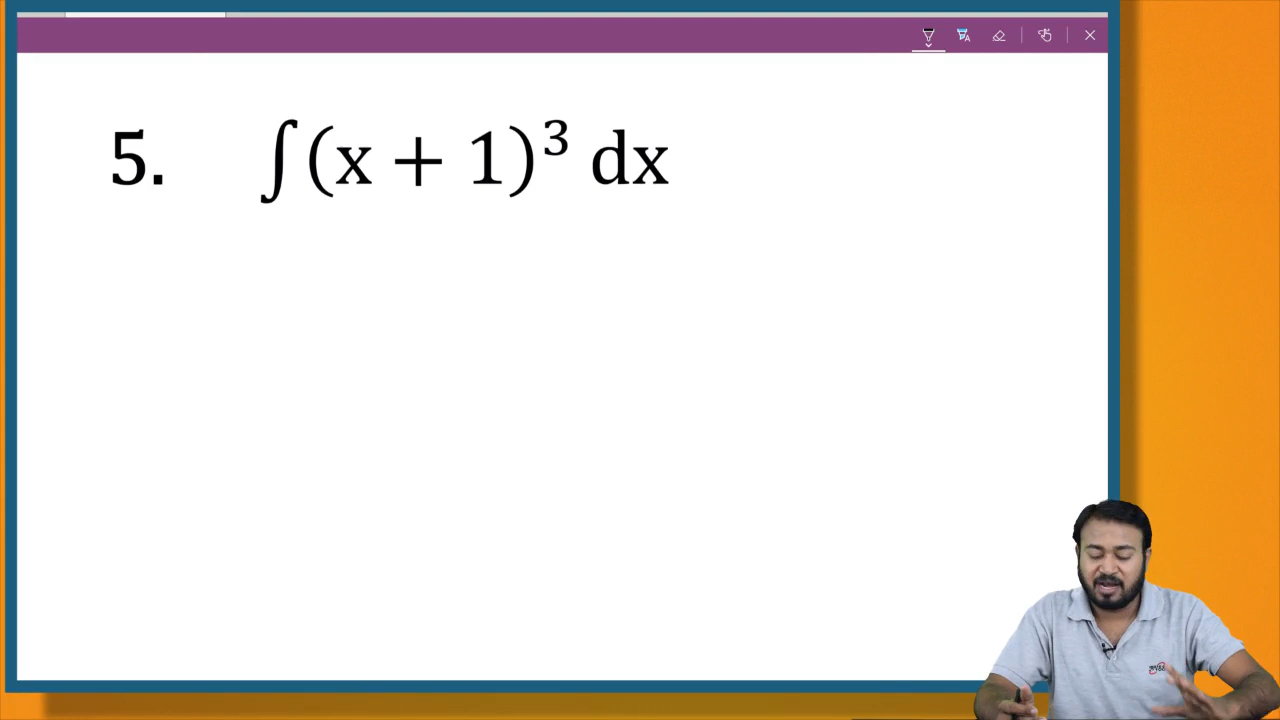 5. ∫(x + 1)³ dx